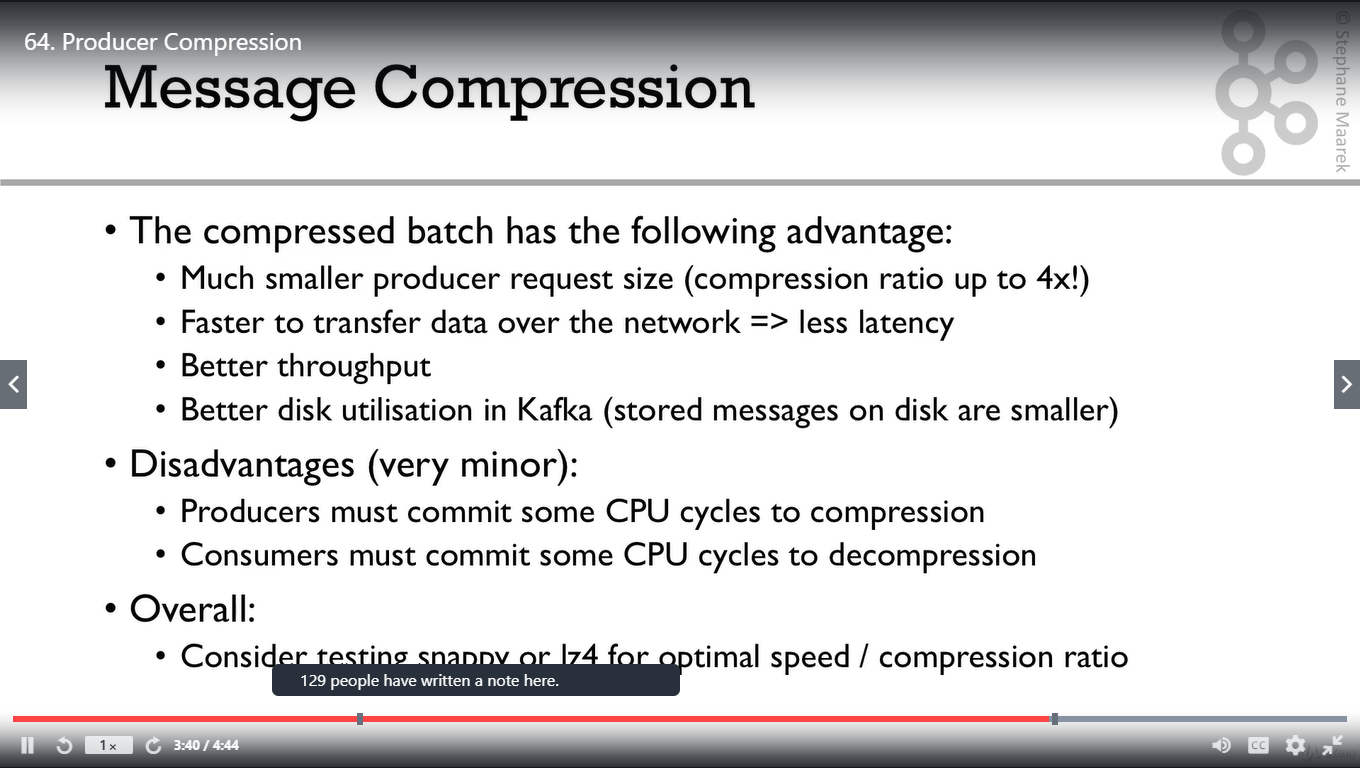 64. Producer Compression
Message Compression
© Stephane Maarek
• The compressed batch has the following advantage:
• Much smaller producer request size (compression ratio up to 4x!)
• Faster to transfer data over the network => less latency
• Better throughput
• Better disk utilisation in Kafka (stored messages on disk are smaller)
• Disadvantages (very minor):
• Producers must commit some CPU cycles to compression
• Consumers must commit some CPU cycles to decompression
• Overall:
• Consider testing snappy or lz4 for optimal speed / compression ratio
129 people have written a note here.
1x
3:40 / 4:44
CC